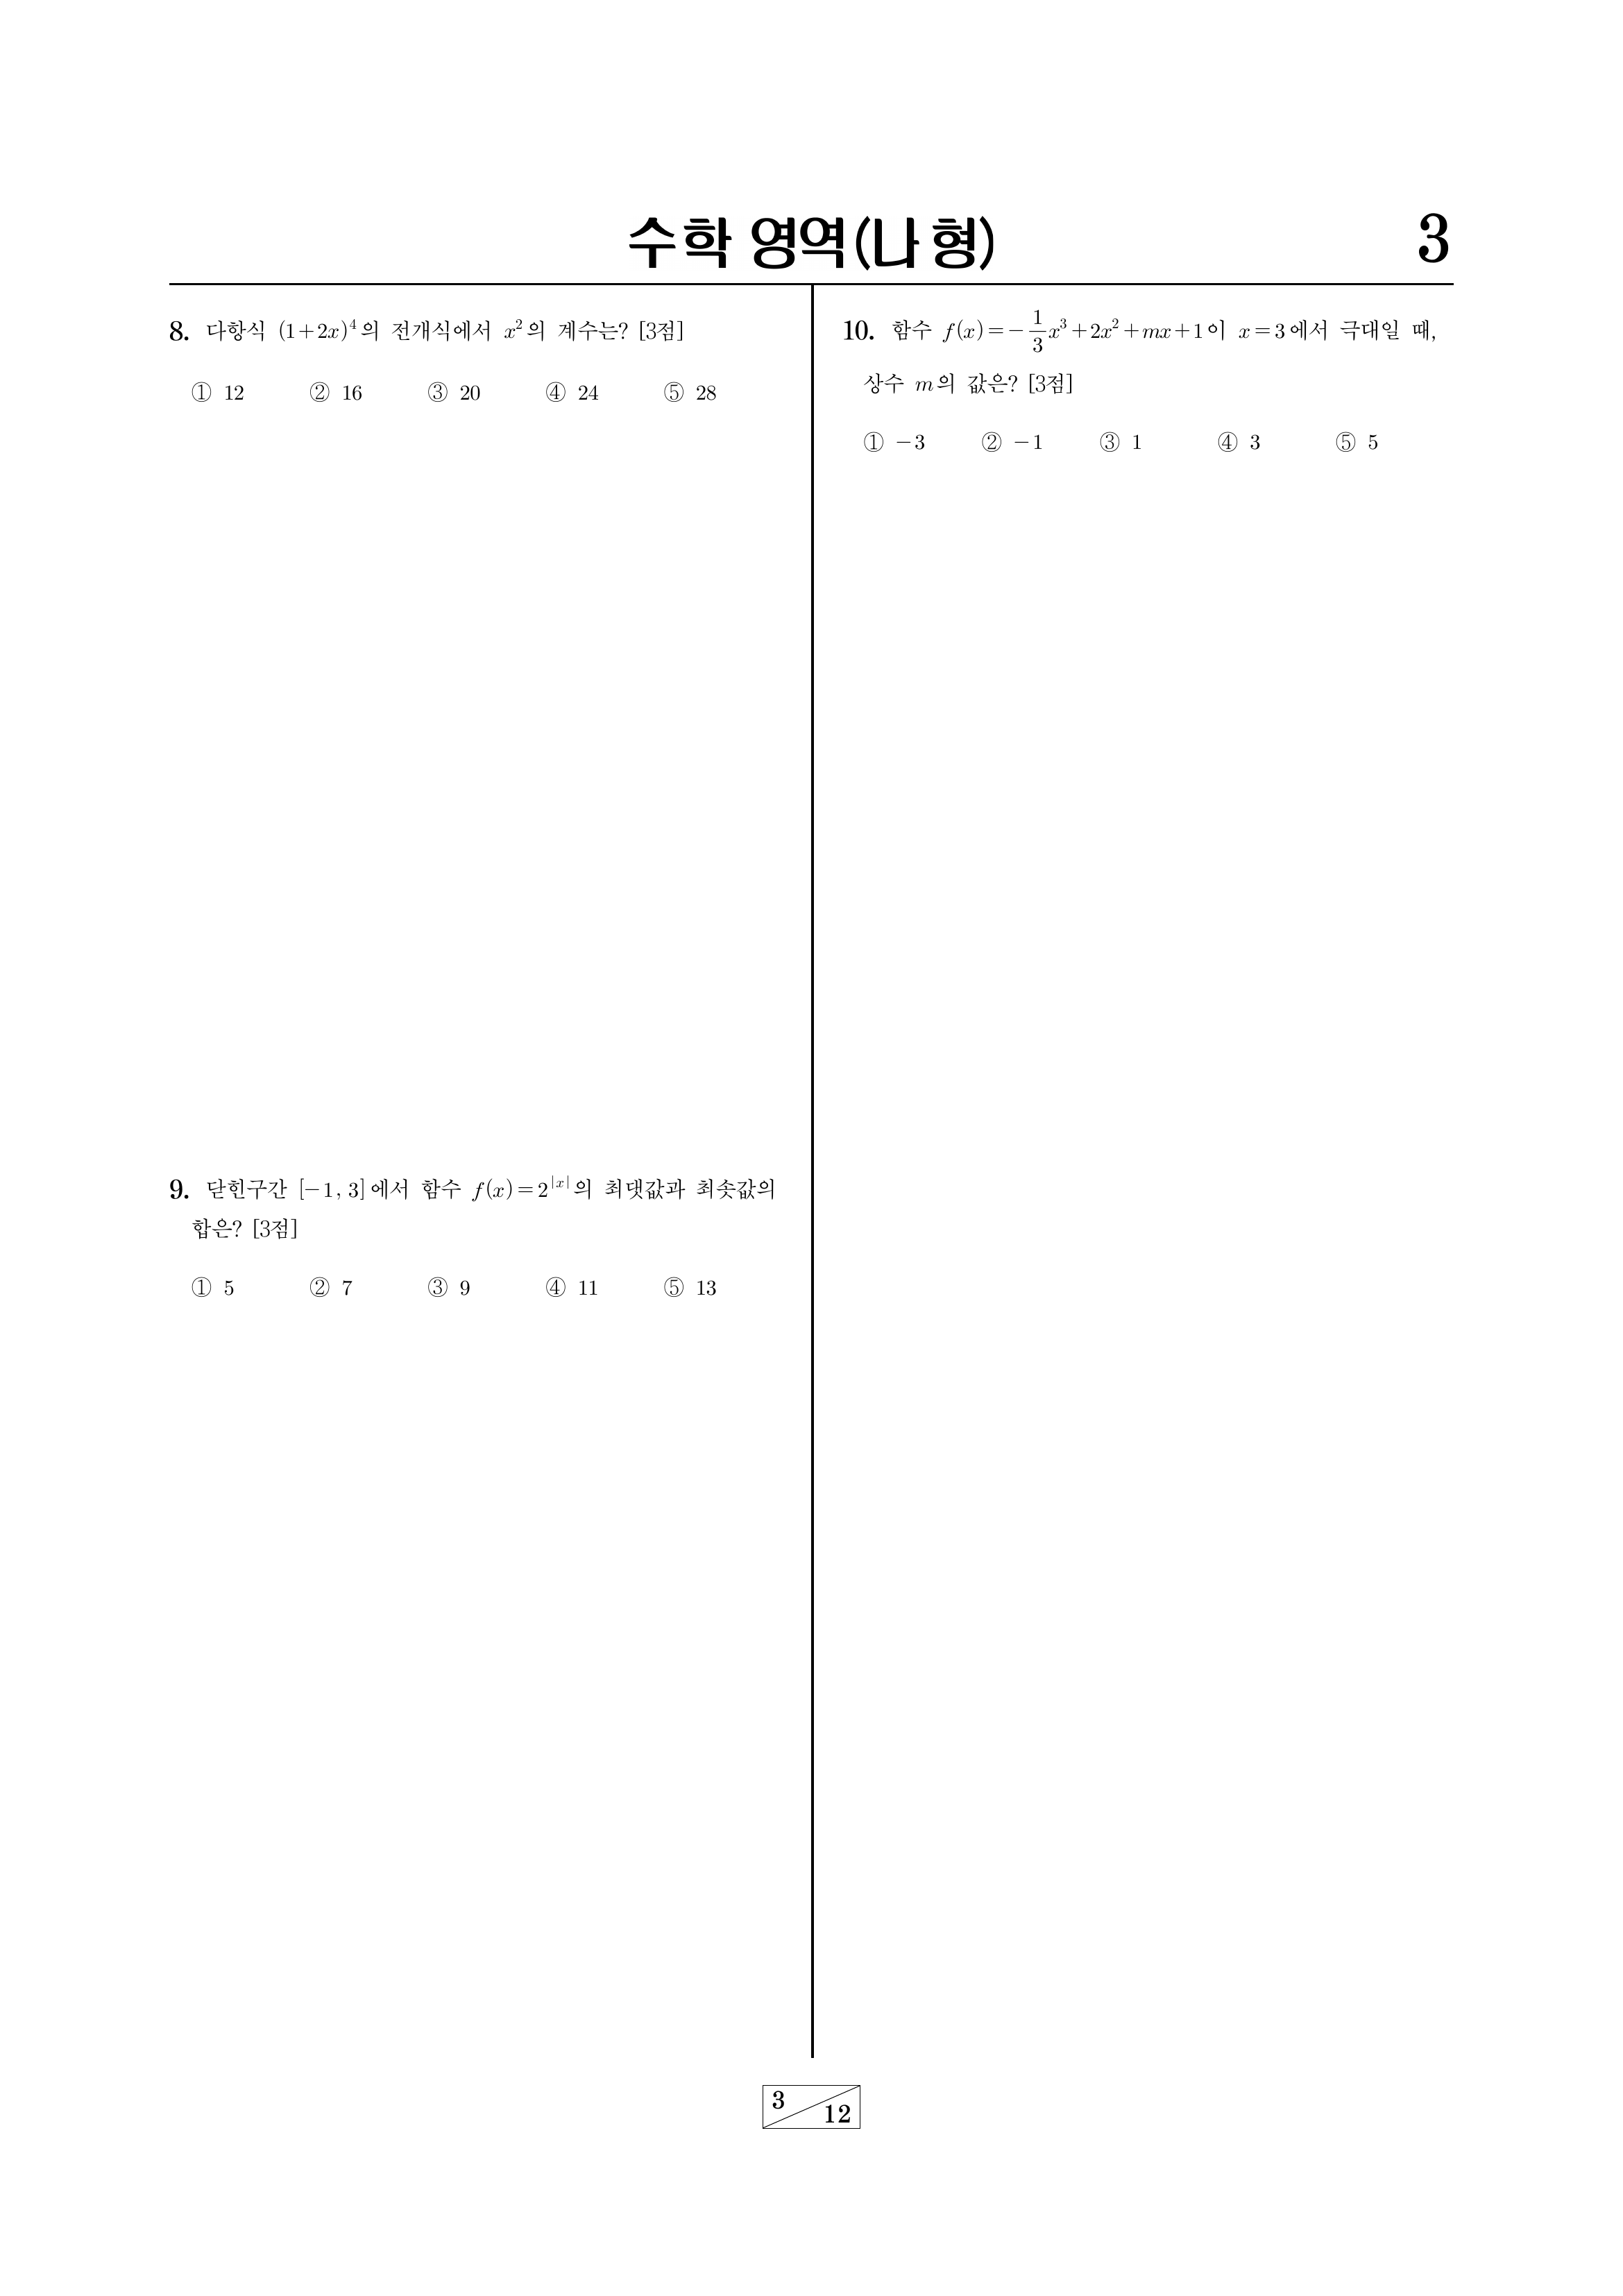 수학 영역(나 형)
3
8. 다항식 (1+2x)⁴의 전개식에서 x²의 계수는? [3점]
① 12 ② 16 ③ 20 ④ 24 ⑤ 28
9. 닫힌구간 [-1, 3]에서 함수 f(x)=2^|x|의 최댓값과 최솟값의
합은? [3점]
① 5 ② 7 ③ 9 ④ 11 ⑤ 13
10. 함수 f(x)=-1/3x³+2x²+mx+1이 x=3에서 극대일 때,
상수 m의 값은? [3점]
① -3 ② -1 ③ 1 ④ 3 ⑤ 5
3
12